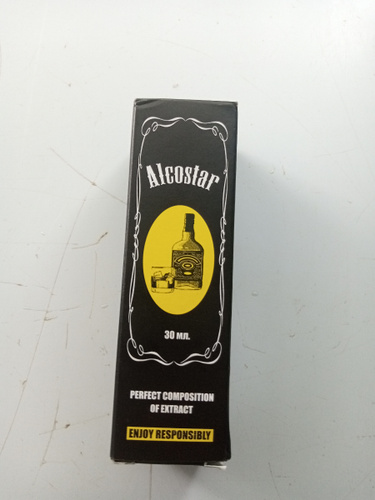 Alcostar
30 мл.
PERFECT COMPOSITION
OF EXTRACT
ENJOY RESPONSIBLY